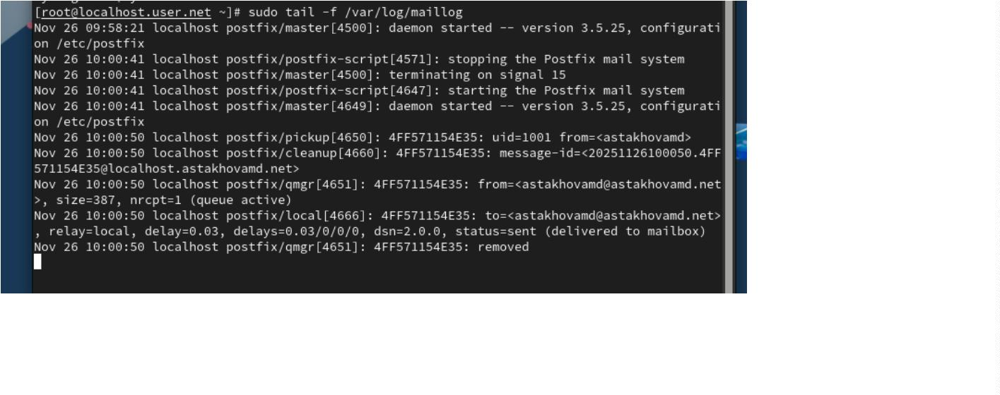 [root@localhost.user.net ~]# sudo tail -f /var/log/maillog
Nov 26 09:58:21 localhost postfix/master[4500]: daemon started -- version 3.5.25, configurati
on /etc/postfix
Nov 26 10:00:41 localhost postfix/postfix-script[4571]: stopping the Postfix mail system
Nov 26 10:00:41 localhost postfix/master[4500]: terminating on signal 15
Nov 26 10:00:41 localhost postfix/postfix-script[4647]: starting the Postfix mail system
Nov 26 10:00:41 localhost postfix/master[4649]: daemon started -- version 3.5.25, configurati
on /etc/postfix
Nov 26 10:00:50 localhost postfix/pickup[4650]: 4FF571154E35: uid=1001 from=<astakhovamd>
Nov 26 10:00:50 localhost postfix/cleanup[4660]: 4FF571154E35: message-id=<20251126100050.4FF
571154E35@localhost.astakhovamd.net>
Nov 26 10:00:50 localhost postfix/qmgr[4651]: 4FF571154E35: from=<astakhovamd@astakhovamd.net
>, size=387, nrcpt=1 (queue active)
Nov 26 10:00:50 localhost postfix/local[4666]: 4FF571154E35: to=<astakhovamd@astakhovamd.net>
, relay=local, delay=0.03, delays=0.03/0/0/0, dsn=2.0.0, status=sent (delivered to mailbox)
Nov 26 10:00:50 localhost postfix/qmgr[4651]: 4FF571154E35: removed